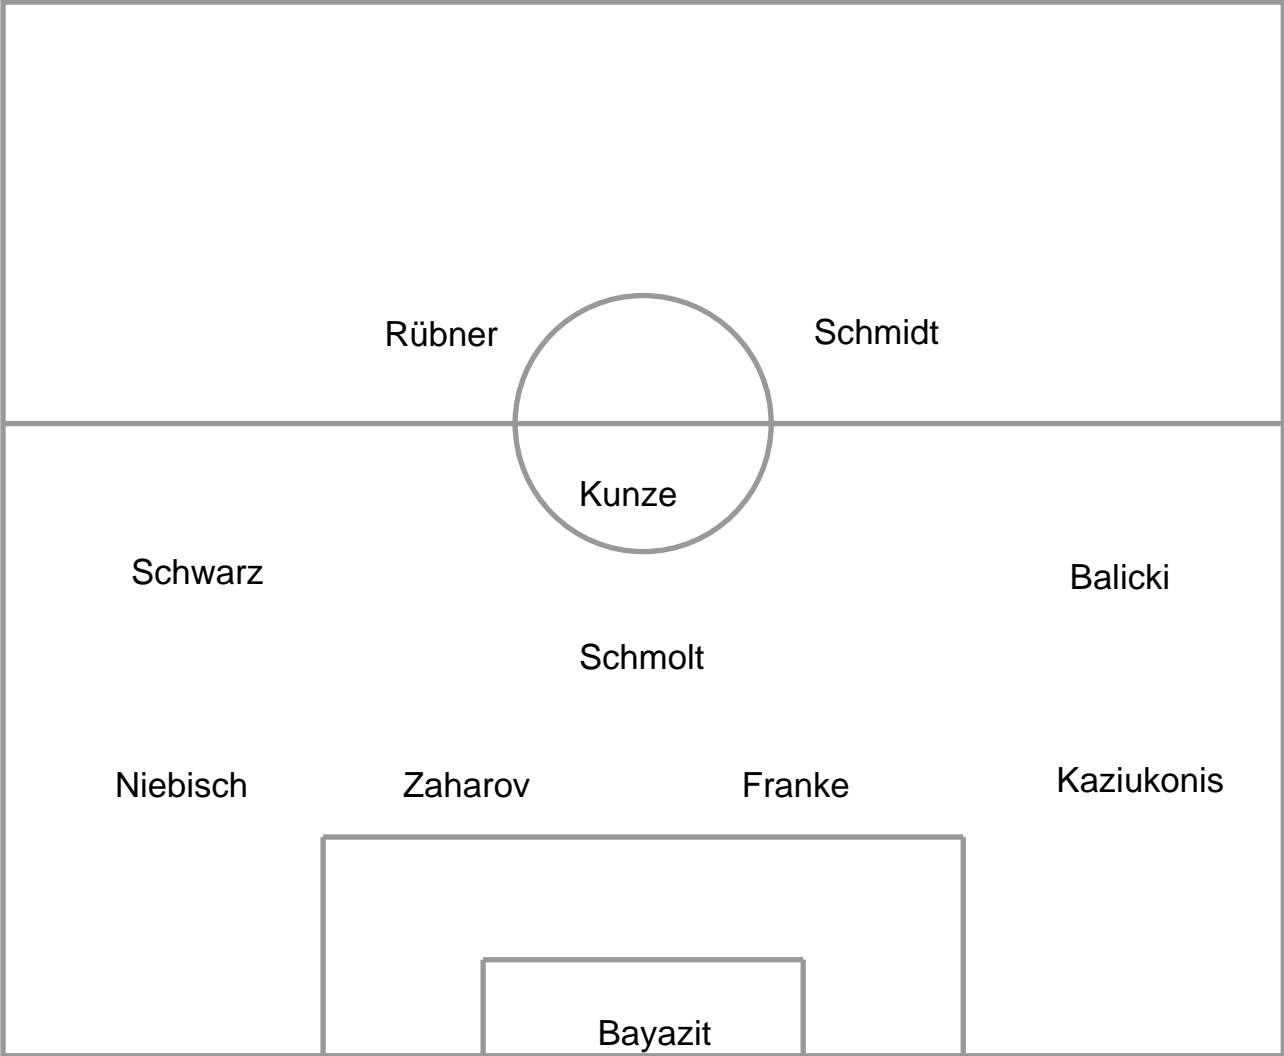 Rübner
Schmidt
Kunze
Schwarz
Balicki
Schmolt
Niebisch
Zaharov
Franke
Kaziukonis
Bayazit